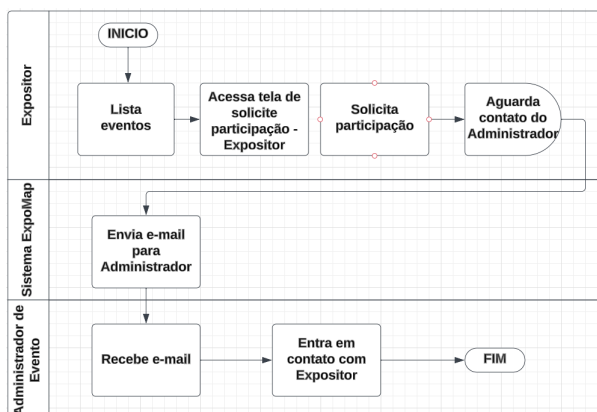 INICIO
Expositor
Lista
eventos
Acessa tela de
solicite
participação -
Expositor
Solicita
participação
Aguarda
contato do
Administrador
Sistema ExpoMap
Envia e-mail
para
Administrador
Administrador de
Evento
Recebe e-mail
Entra em
contato com
Expositor
FIM